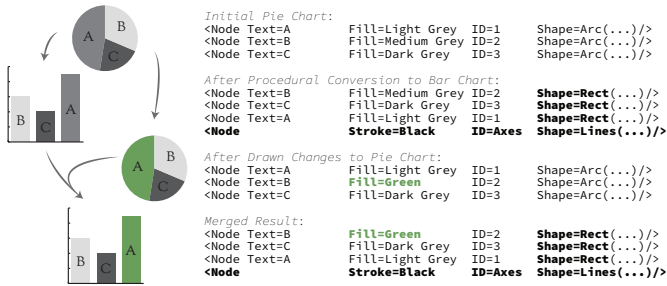 A B C
Initial Pie Chart:
<Node Text=A Fill=Light Grey ID=1 Shape=Arc(...)/>
<Node Text=B Fill=Medium Grey ID=2 Shape=Arc(...)/>
<Node Text=C Fill=Dark Grey ID=3 Shape=Arc(...)/>
B C A
After Procedural Conversion to Bar Chart:
<Node Text=B Fill=Medium Grey ID=2 Shape=Rect(...)/>
<Node Text=C Fill=Dark Grey ID=3 Shape=Rect(...)/>
<Node Text=A Fill=Light Grey ID=1 Shape=Rect(...)/>
<Node Stroke=Black ID=Axes Shape=Lines(...)/>
A B C
After Drawn Changes to Pie Chart:
<Node Text=A Fill=Light Grey ID=1 Shape=Arc(...)/>
<Node Text=B Fill=Green ID=2 Shape=Arc(...)/>
<Node Text=C Fill=Dark Grey ID=3 Shape=Arc(...)/>
B C A
Merged Result:
<Node Text=B Fill=Green ID=2 Shape=Rect(...)/>
<Node Text=C Fill=Dark Grey ID=3 Shape=Rect(...)/>
<Node Text=A Fill=Light Grey ID=1 Shape=Rect(...)/>
<Node Stroke=Black ID=Axes Shape=Lines(...)/>